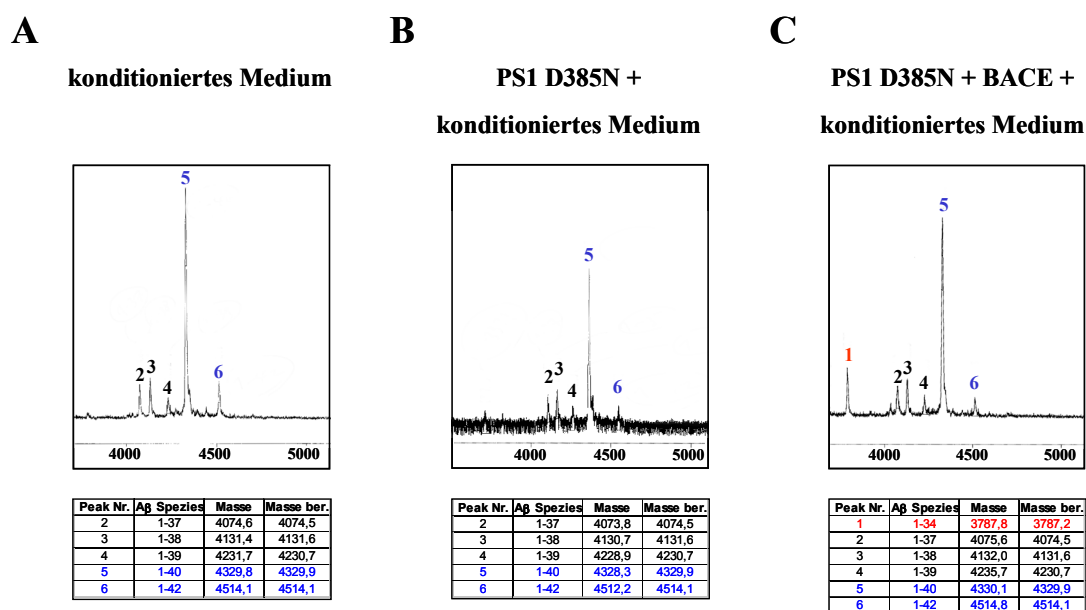 A
konditioniertes Medium
5
2
3
4
6
4000 4500 5000
Peak Nr. Aβ Spezies Masse Masse ber.
2 1-37 4074,6 4074,5
3 1-38 4131,4 4131,6
4 1-39 4231,7 4230,7
5 1-40 4329,8 4329,9
6 1-42 4514,1 4514,1
B
PS1 D385N +
konditioniertes Medium
5
2
3
4
6
4000 4500 5000
Peak Nr. Aβ Spezies Masse Masse ber.
2 1-37 4073,8 4074,5
3 1-38 4130,7 4131,6
4 1-39 4228,9 4230,7
5 1-40 4328,3 4329,9
6 1-42 4512,2 4514,1
C
PS1 D385N + BACE +
konditioniertes Medium
5
1
2
3
4
6
4000 4500 5000
Peak Nr. Aβ Spezies Masse Masse ber.
1 1-34 3787,8 3787,2
2 1-37 4075,6 4074,5
3 1-38 4132,0 4131,6
4 1-39 4235,7 4230,7
5 1-40 4330,1 4329,9
6 1-42 4514,8 4514,1